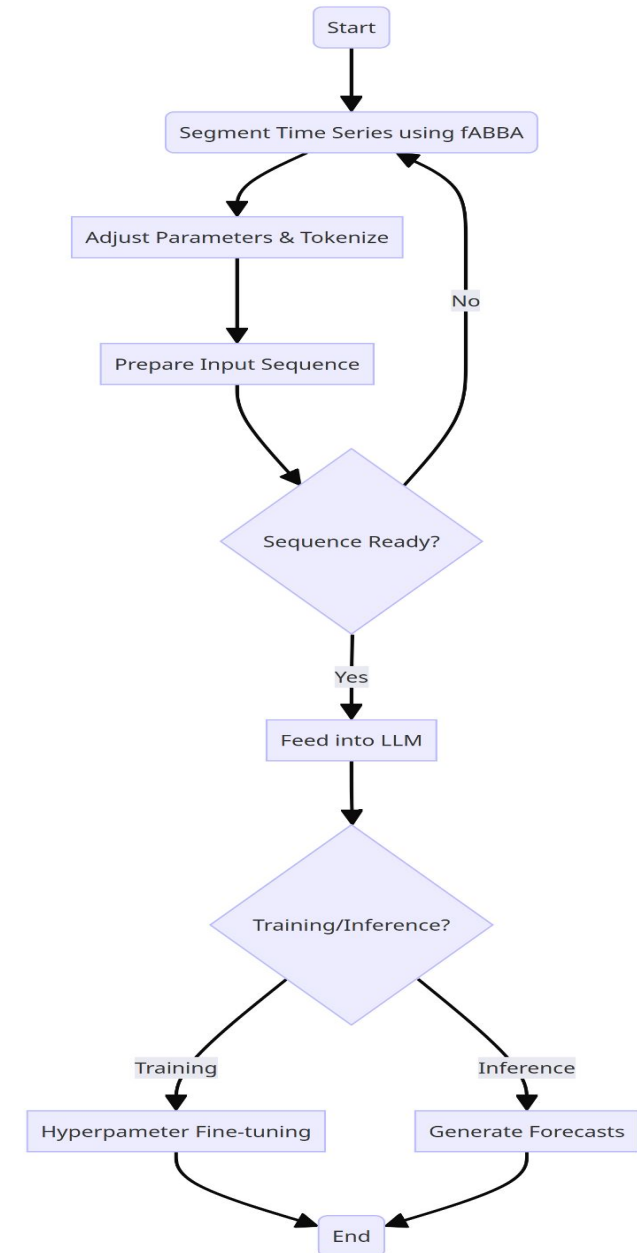 Start
Segment Time Series using fABBA
Adjust Parameters & Tokenize
No
Prepare Input Sequence
Sequence Ready?
Yes
Feed into LLM
Training/Inference?
Training
Inference
Hyperpameter Fine-tuning
Generate Forecasts
End